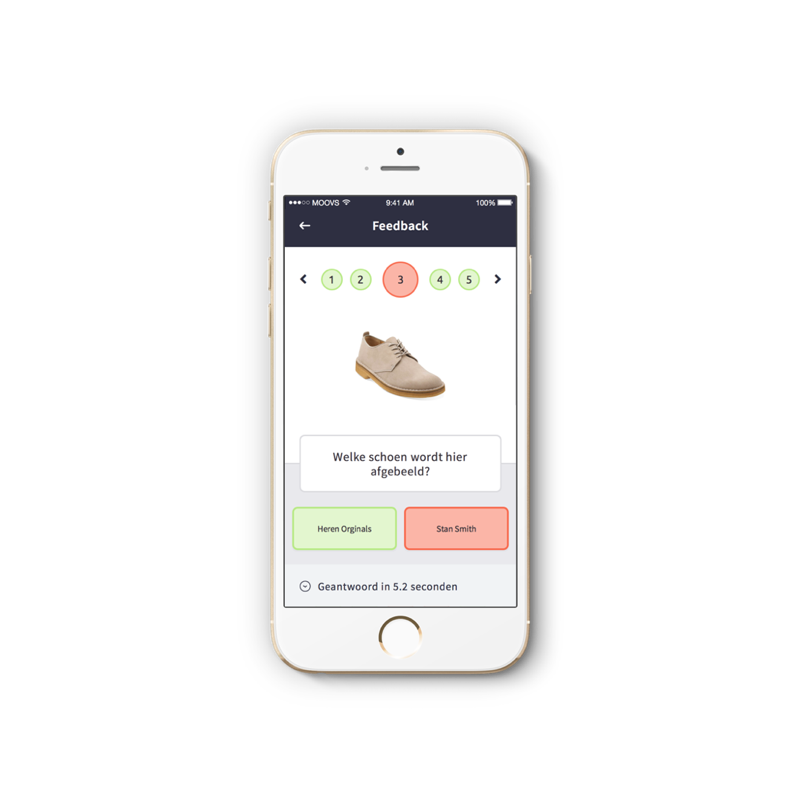 MOOVS 9:41 AM 100%
Feedback
1 2 3 4 5
Welke schoen wordt hier
afgebeeld?
Heren Orginals Stan Smith
Geantwoord in 5.2 seconden